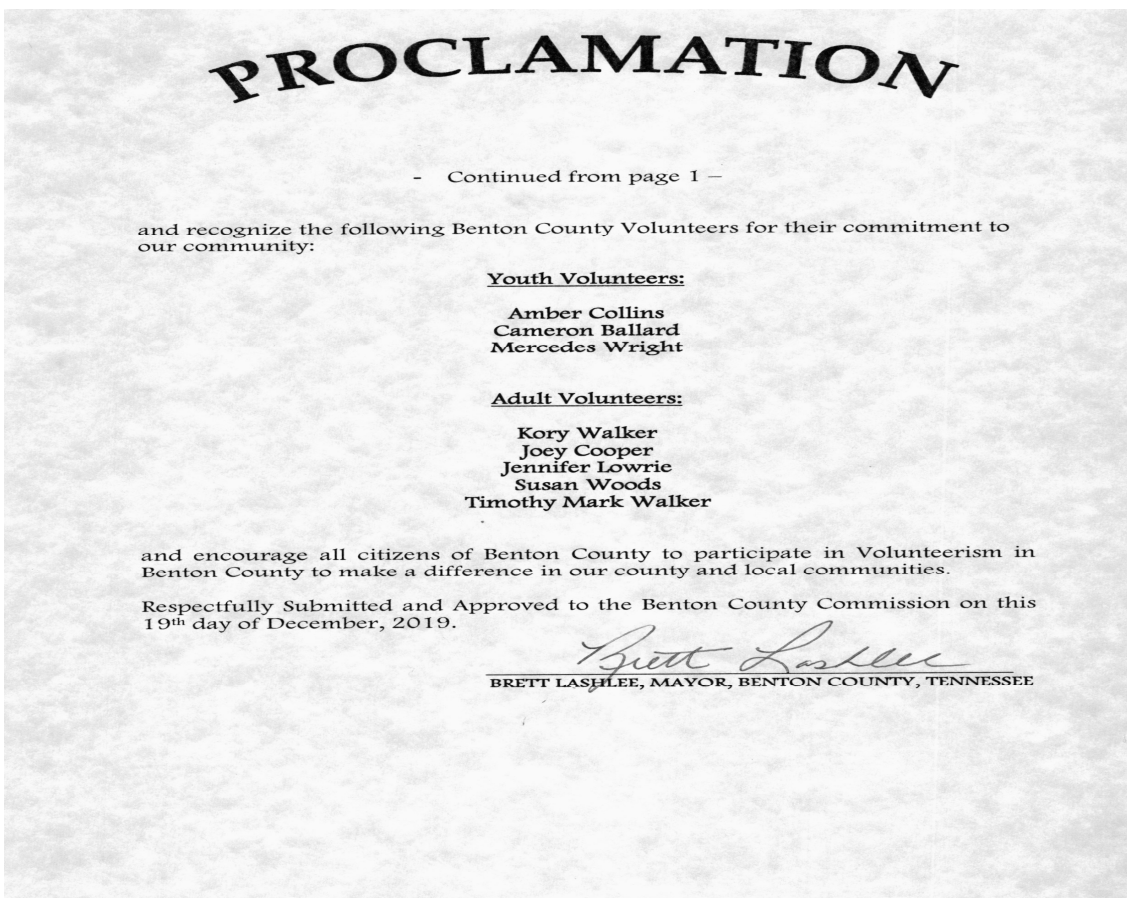 PROCLAMATION
- Continued from page 1 –
and recognize the following Benton County Volunteers for their commitment to
our community:
Youth Volunteers:
Amber Collins
Cameron Ballard
Mercedes Wright
Adult Volunteers:
Kory Walker
Joey Cooper
Jennifer Lowrie
Susan Woods
Timothy Mark Walker
and encourage all citizens of Benton County to participate in Volunteerism in
Benton County to make a difference in our county and local communities.
Respectfully Submitted and Approved to the Benton County Commission on this
19th day of December, 2019.
Brett Lashlee
BRETT LASHLEE, MAYOR, BENTON COUNTY, TENNESSEE